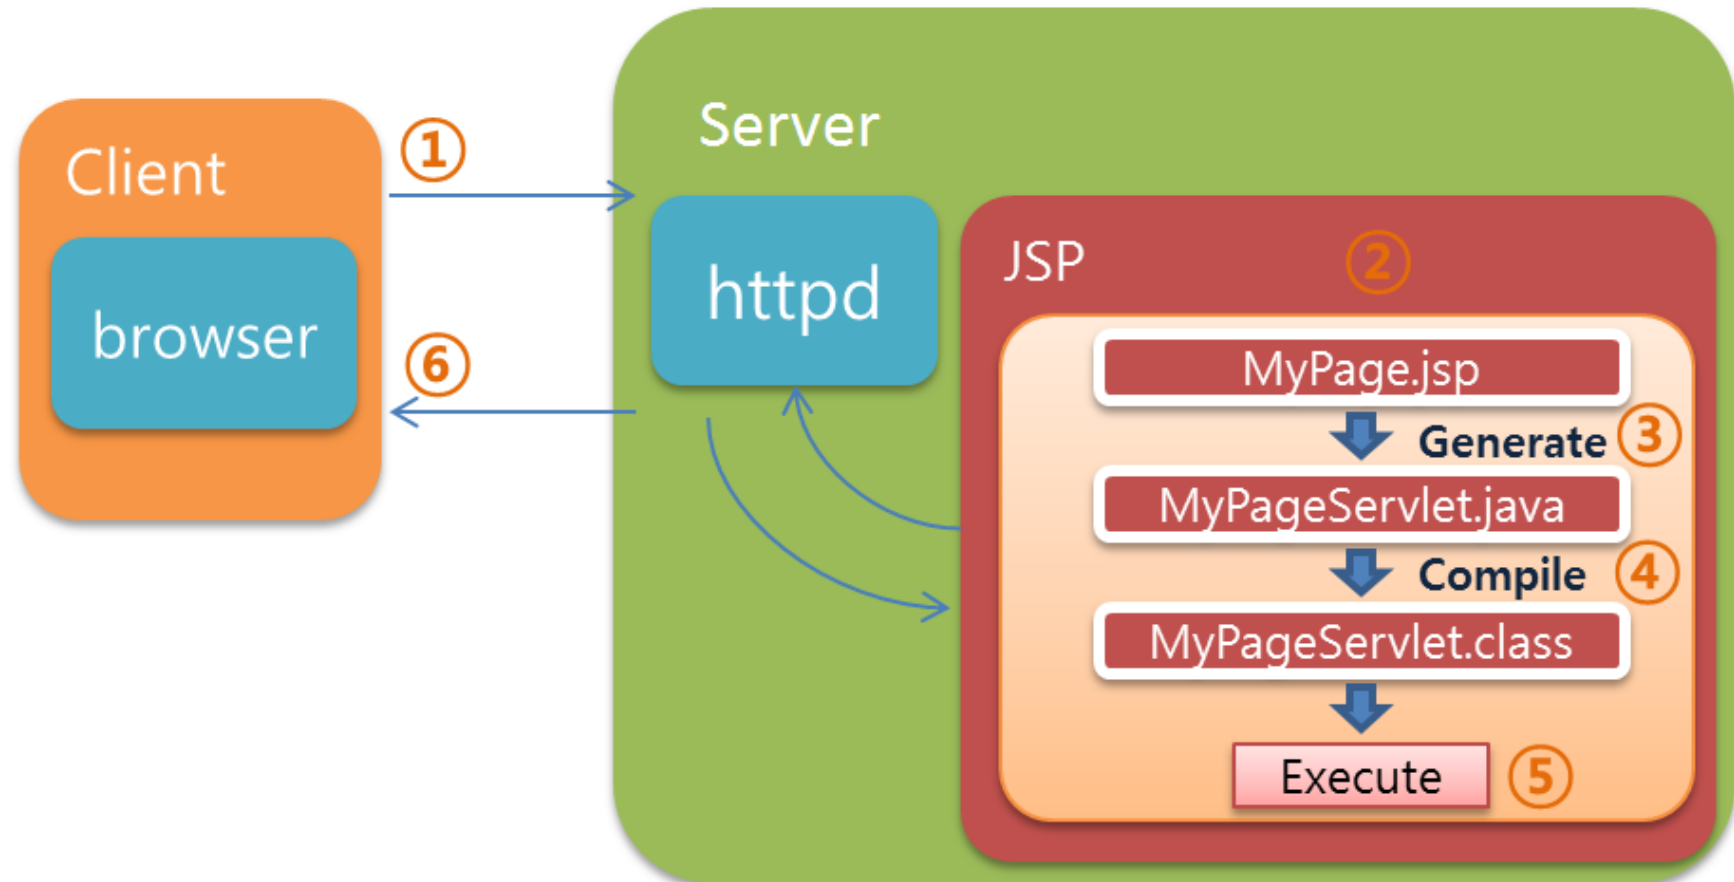 Client
browser
①
⑥
Server
httpd
JSP
②
MyPage.jsp
Generate ③
MyPageServlet.java
Compile ④
MyPageServlet.class
Execute ⑤